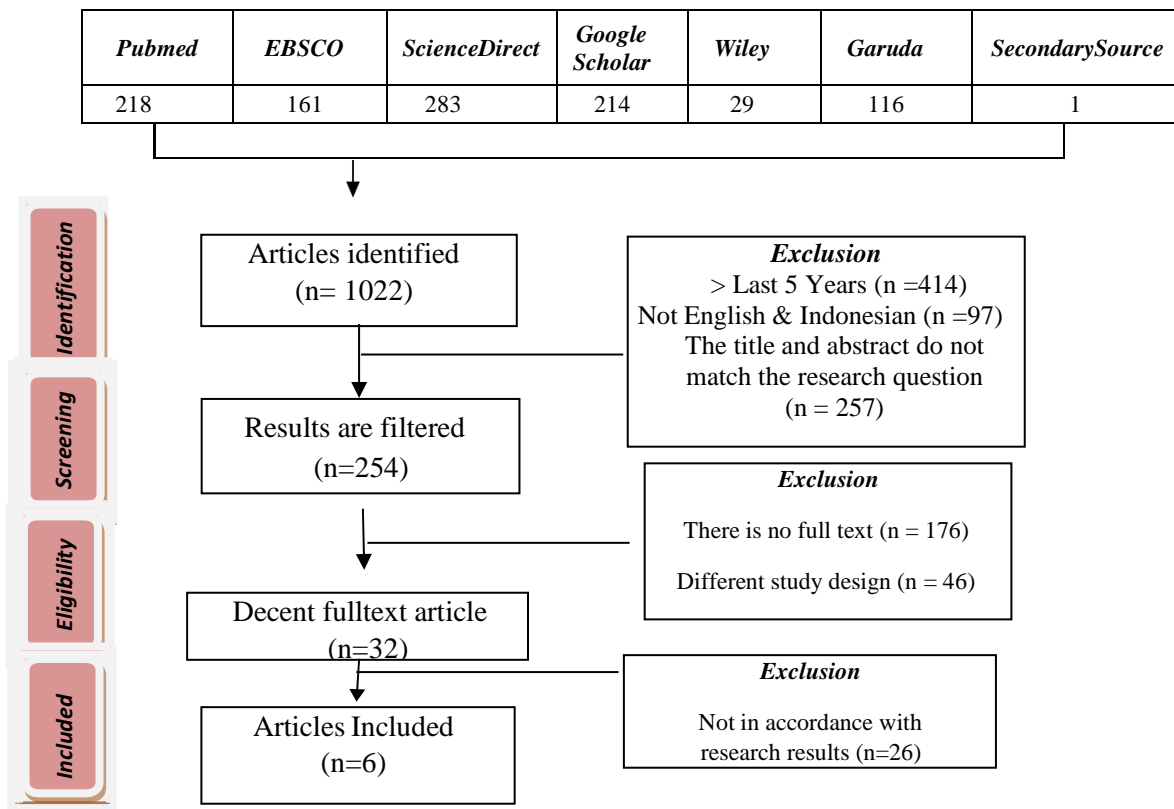 Pubmed EBSCO ScienceDirect Google Scholar Wiley Garuda SecondarySource
218 161 283 214 29 116 1
Identification
Articles identified
(n= 1022)
Exclusion
> Last 5 Years (n =414)
Not English & Indonesian (n =97)
The title and abstract do not
match the research question
(n = 257)
Screening
Results are filtered
(n=254)
Exclusion
There is no full text (n = 176)
Different study design (n = 46)
Eligibility
Decent fulltext article
(n=32)
Exclusion
Not in accordance with
research results (n=26)
Included
Articles Included
(n=6)